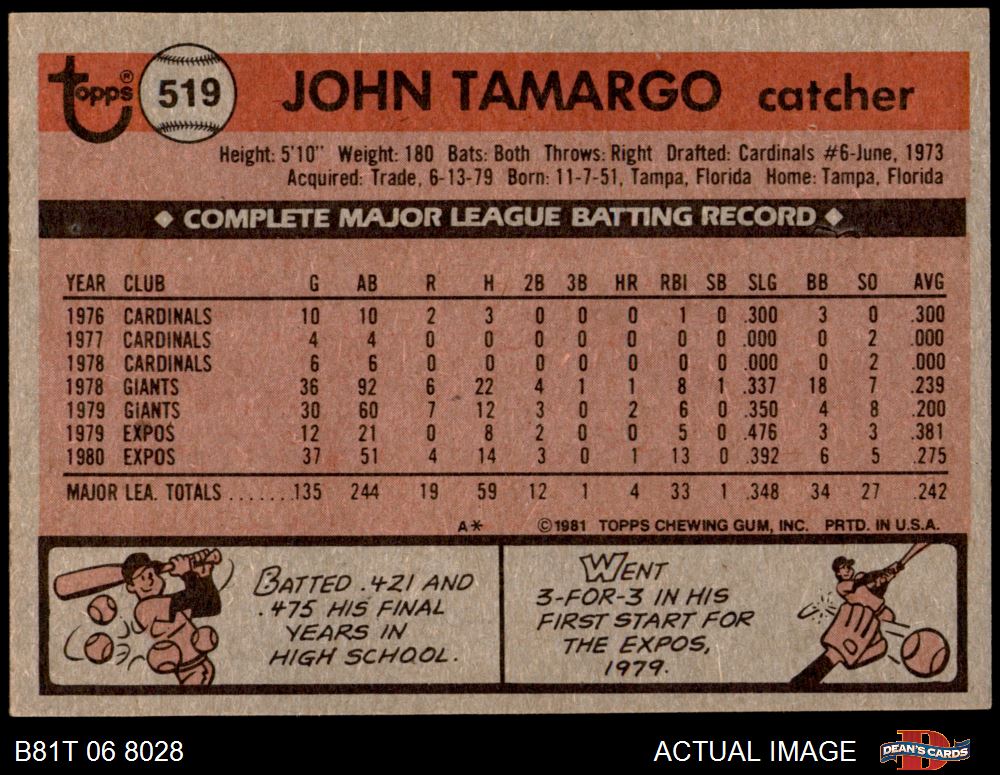 topps® 519 JOHN TAMARGO catcher
Height: 5'10" Weight: 180 Bats: Both Throws: Right Drafted: Cardinals #6-June, 1973
Acquired: Trade, 6-13-79 Born: 11-7-51, Tampa, Florida Home: Tampa, Florida
COMPLETE MAJOR LEAGUE BATTING RECORD
YEAR CLUB G AB R H 2B 3B HR RBI SB SLG BB SO AVG
1976 CARDINALS 10 10 2 3 0 0 0 1 0 .300 3 0 .300
1977 CARDINALS 4 4 0 0 0 0 0 0 0 .000 0 2 .000
1978 CARDINALS 6 6 0 0 0 0 0 0 0 .000 0 2 .000
1978 GIANTS 36 92 6 22 4 1 1 8 1 .337 18 7 .239
1979 GIANTS 30 60 7 12 3 0 2 6 0 .350 4 8 .200
1979 EXPOS 12 21 0 8 2 0 0 5 0 .476 3 3 .381
1980 EXPOS 37 51 4 14 3 0 1 13 0 .392 6 5 .275
MAJOR LEA. TOTALS .......135 244 19 59 12 1 4 33 1 .348 34 27 .242
A* ©1981 TOPPS CHEWING GUM, INC. PRTD. IN U.S.A.
BATTED .421 AND
.475 HIS FINAL
YEARS IN
HIGH SCHOOL.
WENT
3-FOR-3 IN HIS
FIRST START FOR
THE EXPOS,
1979.
B81T 06 8028 ACTUAL IMAGE D DEAN'S CARDS